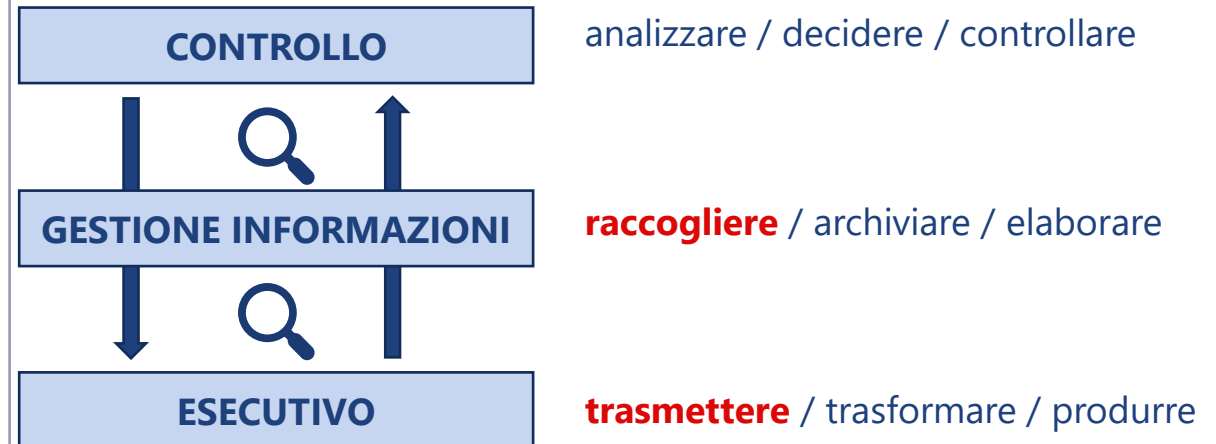 CONTROLLO
analizzare / decidere / controllare
GESTIONE INFORMAZIONI
raccogliere / archiviare / elaborare
ESECUTIVO
trasmettere / trasformare / produrre